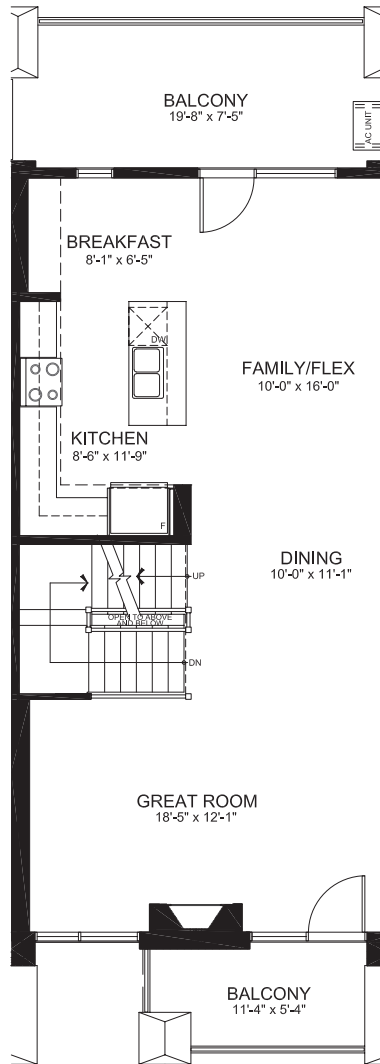 BALCONY
19'-8" x 7'-5"
AC UNIT
BREAKFAST
8'-1" x 6'-5"
DW
FAMILY/FLEX
10'-0" x 16'-0"
KITCHEN
8'-6" x 11'-9"
F
DINING
10'-0" x 11'-1"
UP
OPEN TO ABOVE
AND BELOW
DN
GREAT ROOM
18'-5" x 12'-1"
BALCONY
11'-4" x 5'-4"